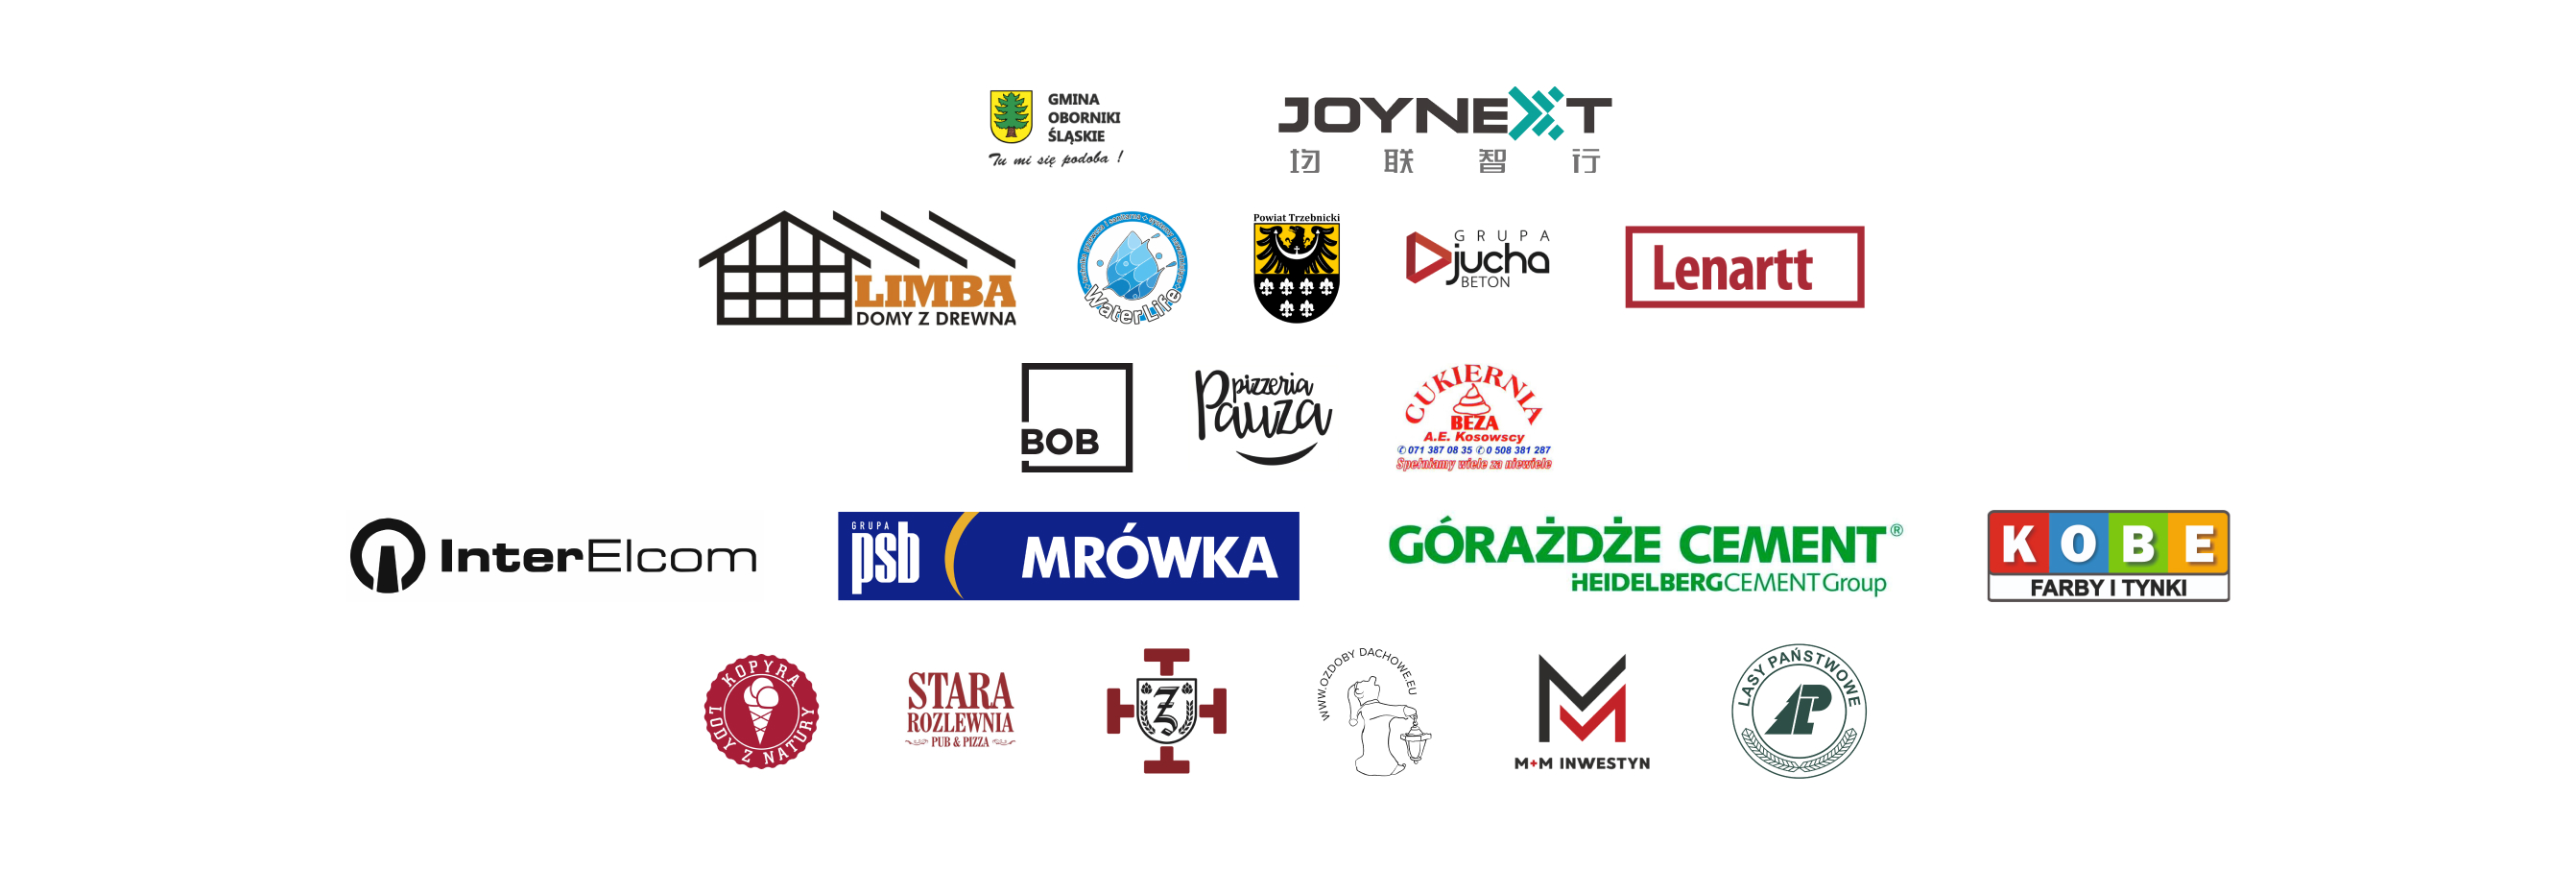 GMINA
OBORNIKI
ŚLĄSKIE
Tu mi się podoba !
JOYNEXT
均联智行
LIMBA
DOMY Z DREWNA
Water Life
Powiat Trzebnicki
GRUPA
jucha
BETON
Lenartt
BOB
pizzeria
Pauza
CUKIERNIA
BEZA
A.E. Kosowscy
✆ 071 387 08 35 ✆ 0 508 381 287
Spełniamy wiele za niewiele
InterElcom
GRUPA
psb
MRÓWKA
GÓRAŻDŻE CEMENT®
HEIDELBERGCEMENT Group
KOBE
FARBY I TYNKI
KOPYRA
LODY Z NATURY
STARA
ROZLEWNIA
PUB & PIZZA
Z
WWW.OZDOBY DACHOWE.EU
M
M+M INWESTYN
LASY PAŃSTWOWE
LP